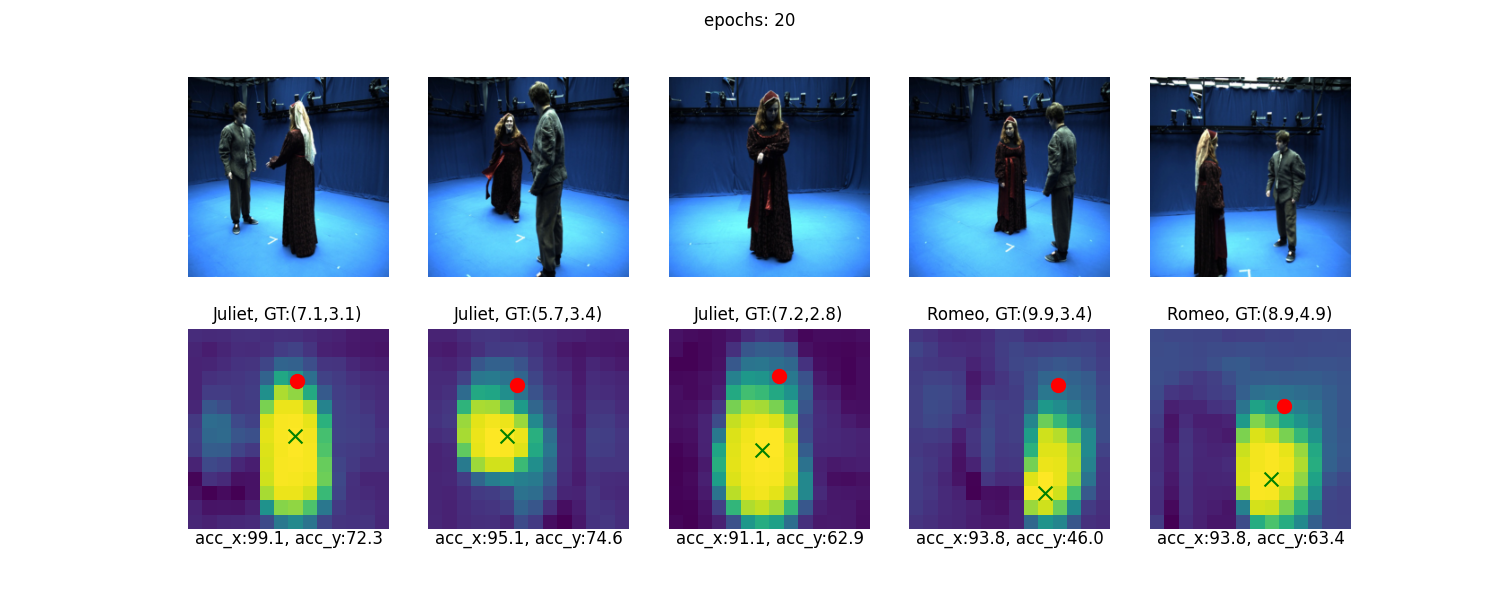 epochs: 20
Juliet, GT:(7.1,3.1)
Juliet, GT:(5.7,3.4)
Juliet, GT:(7.2,2.8)
Romeo, GT:(9.9,3.4)
Romeo, GT:(8.9,4.9)
acc_x:99.1, acc_y:72.3
acc_x:95.1, acc_y:74.6
acc_x:91.1, acc_y:62.9
acc_x:93.8, acc_y:46.0
acc_x:93.8, acc_y:63.4